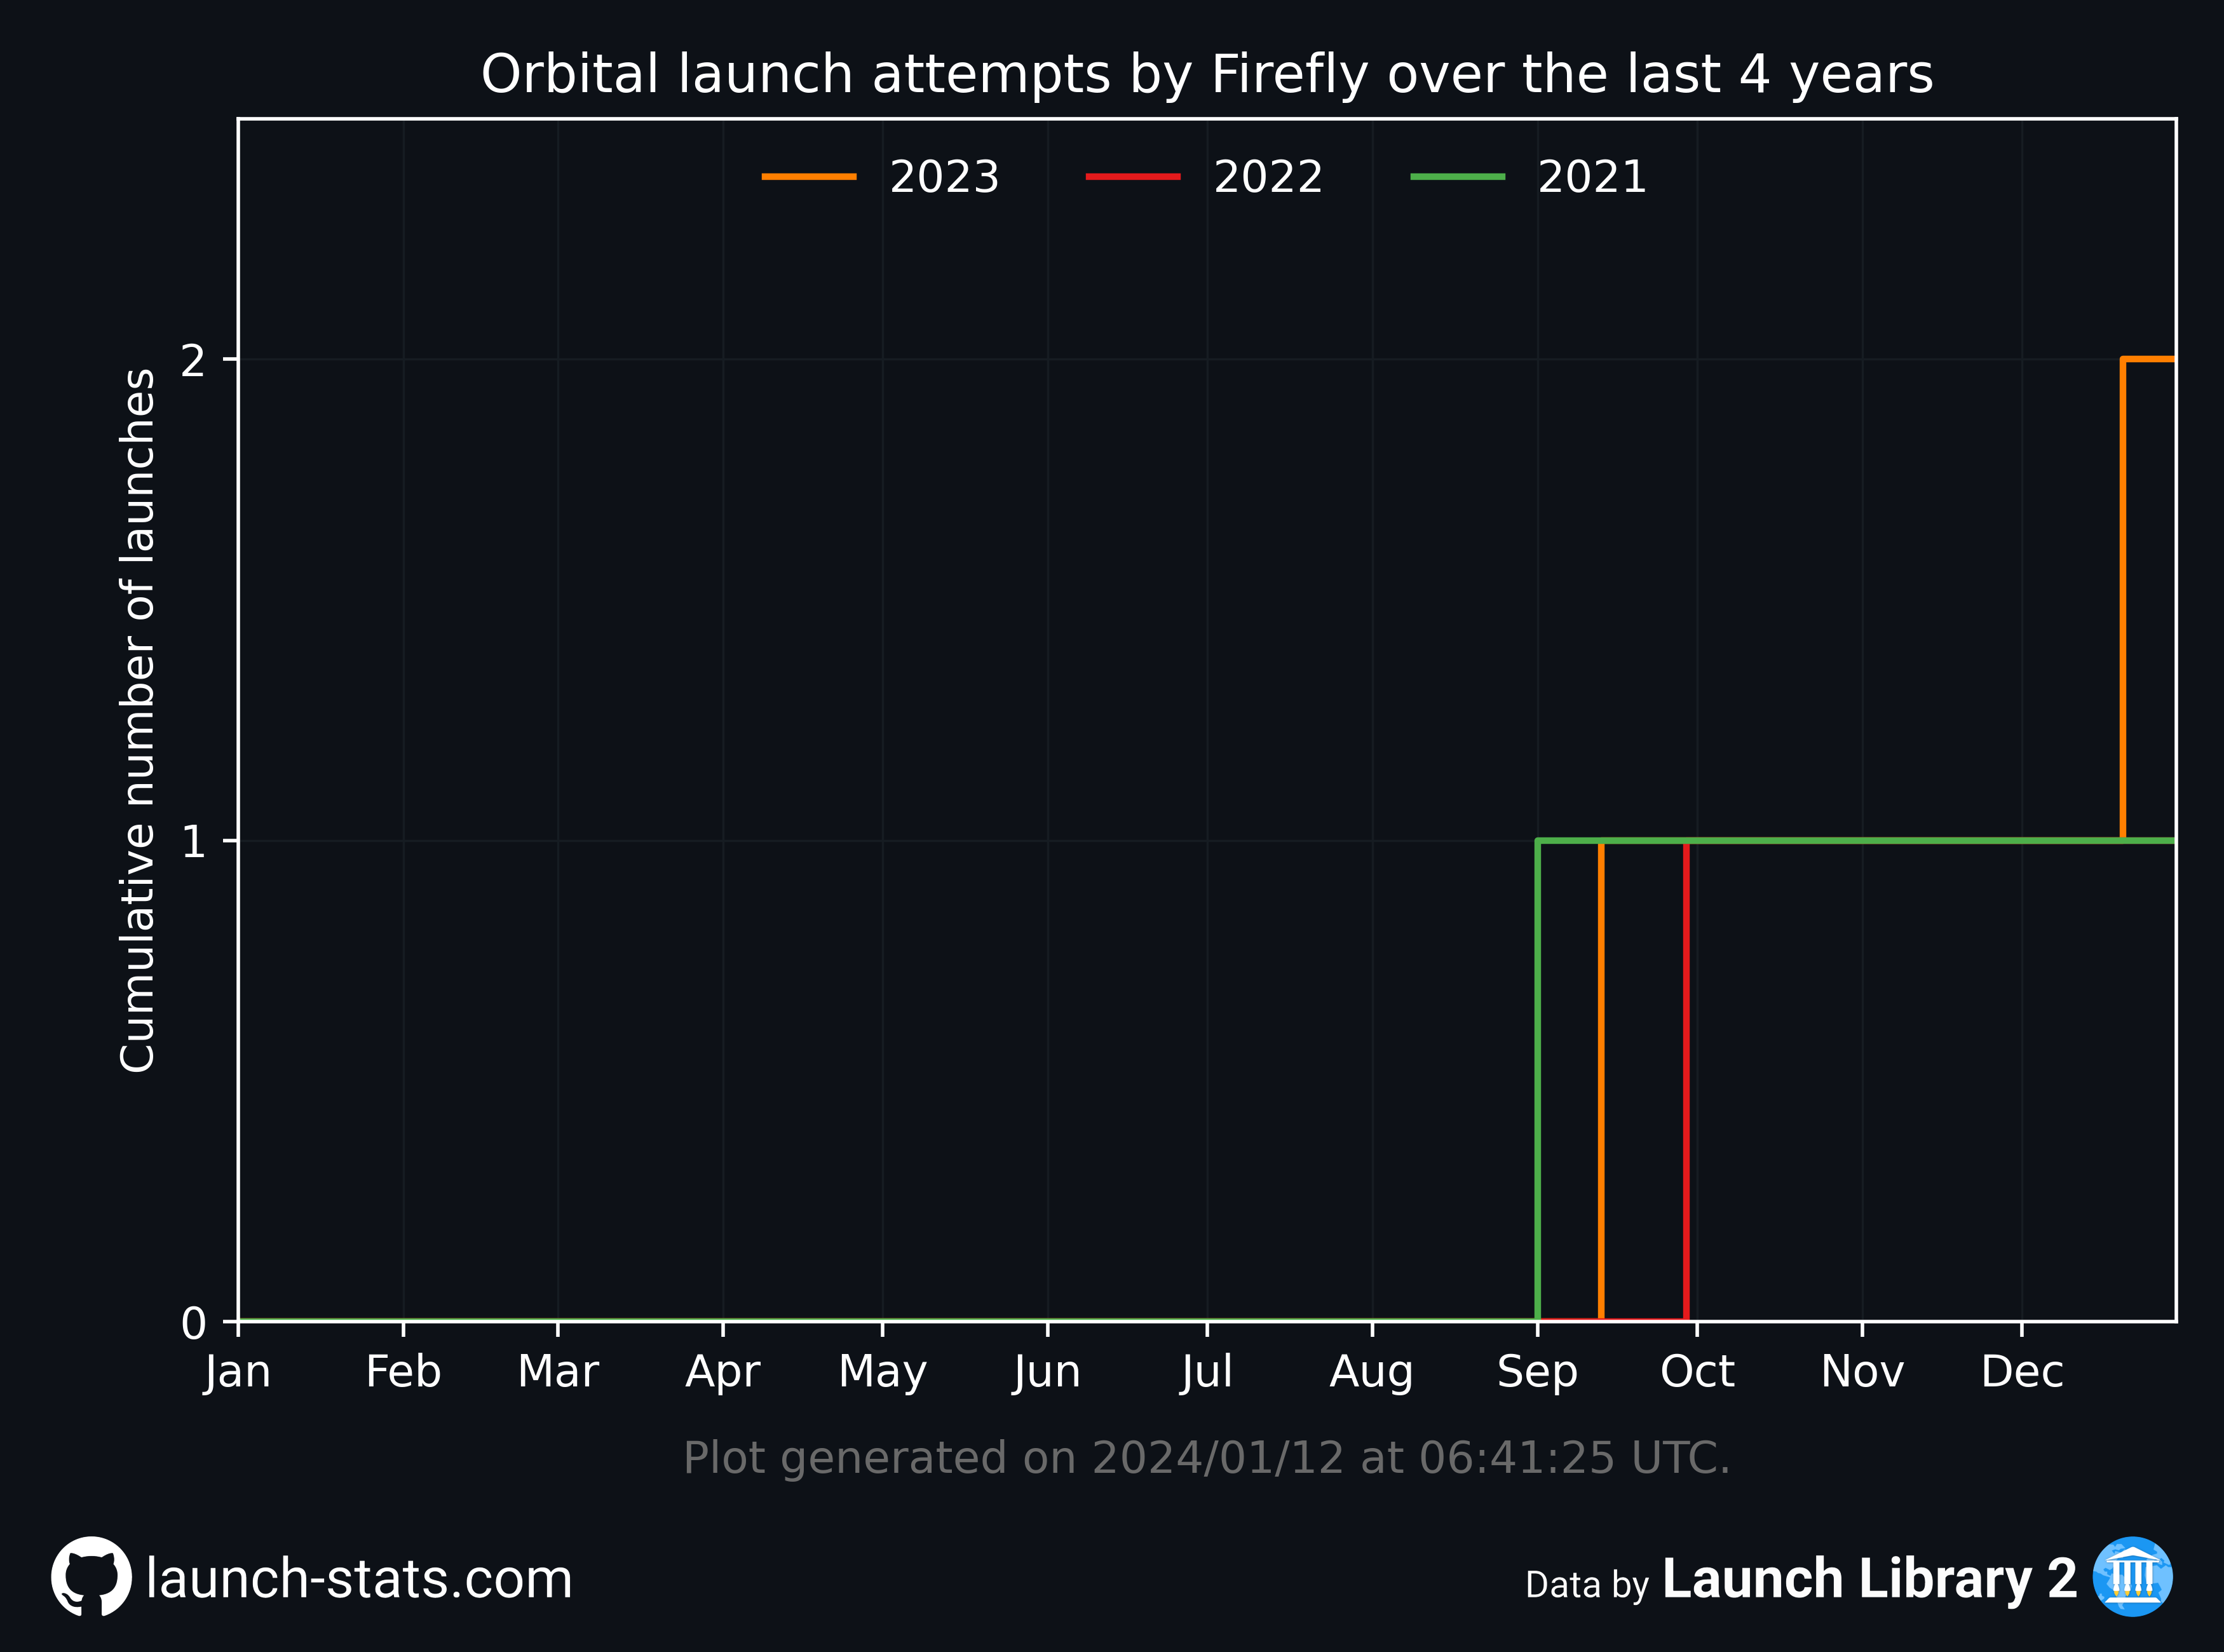 Orbital launch attempts by Firefly over the last 4 years
2023 2022 2021
Cumulative number of launches
2
1
0
Jan Feb Mar Apr May Jun Jul Aug Sep Oct Nov Dec
Plot generated on 2024/01/12 at 06:41:25 UTC.
launch-stats.com
Data by Launch Library 2